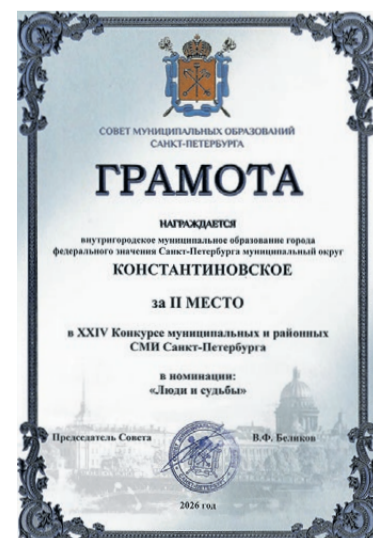 СОВЕТ МУНИЦИПАЛЬНЫХ ОБРАЗОВАНИЙ
САНКТ-ПЕТЕРБУРГА
ГРАМОТА
НАГРАЖДАЕТСЯ
внутригородское муниципальное образование города
федерального значения Санкт-Петербурга муниципальный округ
КОНСТАНТИНОВСКОЕ
за II МЕСТО
в XXIV Конкурсе муниципальных и районных
СМИ Санкт-Петербурга
в номинации:
«Люди и судьбы»
Председатель Совета В.Ф. Беликов
2026 год